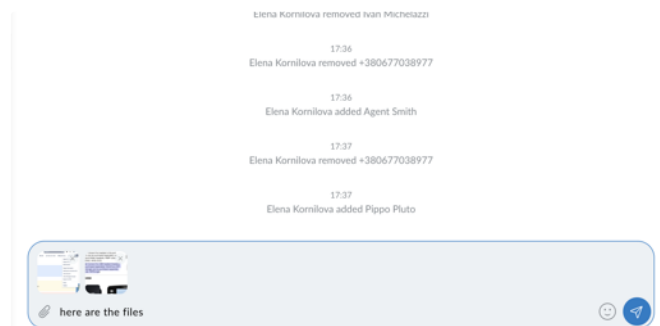 Elena Kornilova removed Ivan Michelazzi
17:36
Elena Kornilova removed +380677038977
17:36
Elena Kornilova added Agent Smith
17:37
Elena Kornilova removed +380677038977
17:37
Elena Kornilova added Pippo Pluto
here are the files